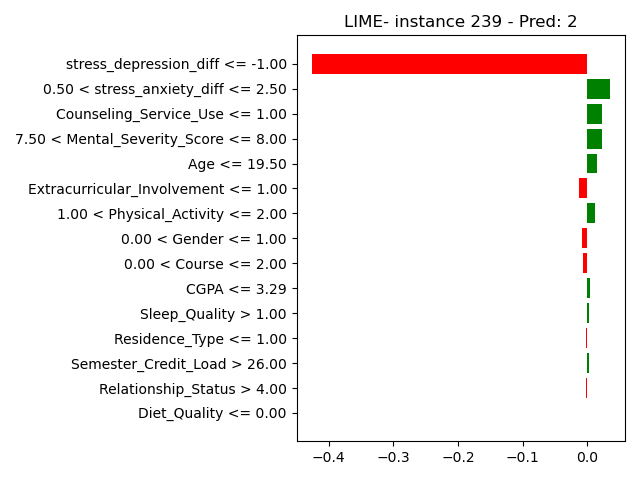 LIME- instance 239 - Pred: 2
stress_depression_diff <= -1.00
0.50 < stress_anxiety_diff <= 2.50
Counseling_Service_Use <= 1.00
7.50 < Mental_Severity_Score <= 8.00
Age <= 19.50
Extracurricular_Involvement <= 1.00
1.00 < Physical_Activity <= 2.00
0.00 < Gender <= 1.00
0.00 < Course <= 2.00
CGPA <= 3.29
Sleep_Quality > 1.00
Residence_Type <= 1.00
Semester_Credit_Load > 26.00
Relationship_Status > 4.00
Diet_Quality <= 0.00
−0.4 −0.3 −0.2 −0.1 0.0